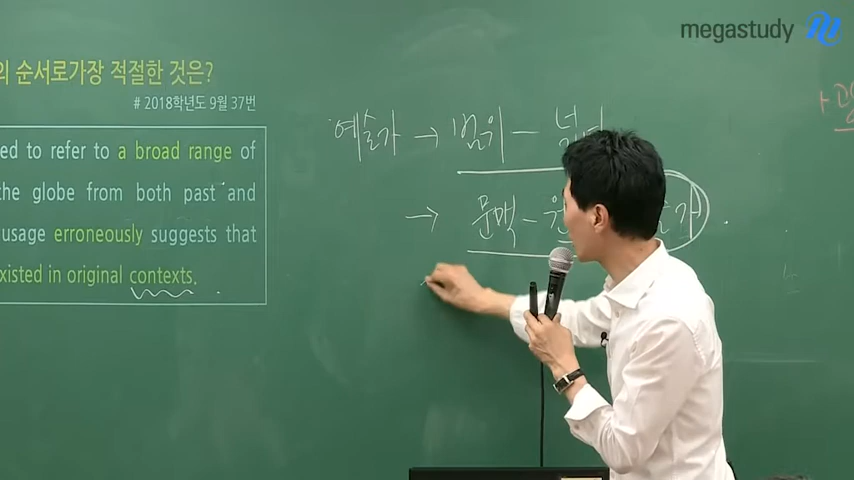 megastudy
의 순서로가장 적절한 것은?
# 2018학년도 9월 37번
ed to refer to a broad range of
the globe from both past and
usage erroneously suggests that
xisted in original contexts.
예술가 → 범위 -
→ 문맥 - 원